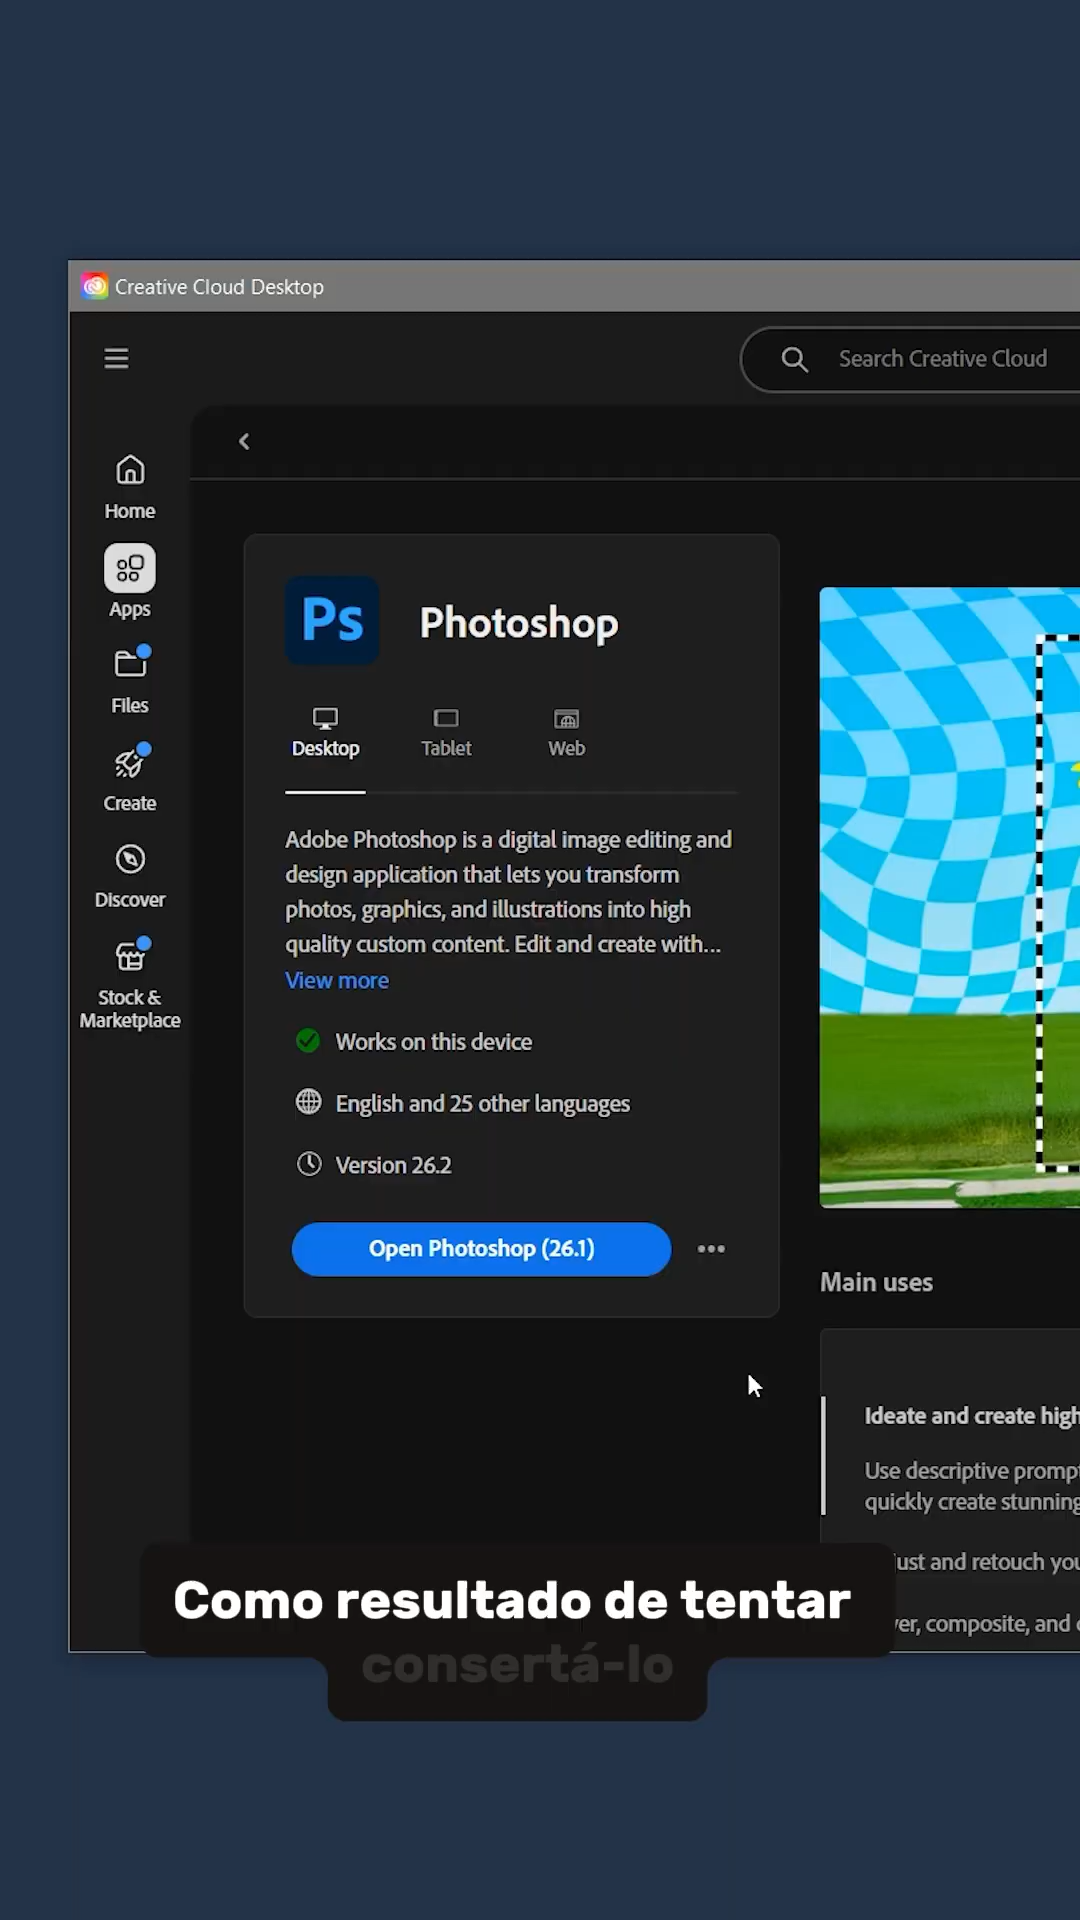 Creative Cloud Desktop
Search Creative Cloud
Home
Apps
Files
Create
Discover
Stock &
Marketplace
Ps
Photoshop
Desktop
Tablet
Web
Adobe Photoshop is a digital image editing and
design application that lets you transform
photos, graphics, and illustrations into high
quality custom content. Edit and create with...
View more
Works on this device
English and 25 other languages
Version 26.2
Open Photoshop (26.1)
Main uses
Ideate and create high
Use descriptive prompt
quickly create stunning
just and retouch you
yer, composite, and
Como resultado de tentar
consertá-lo